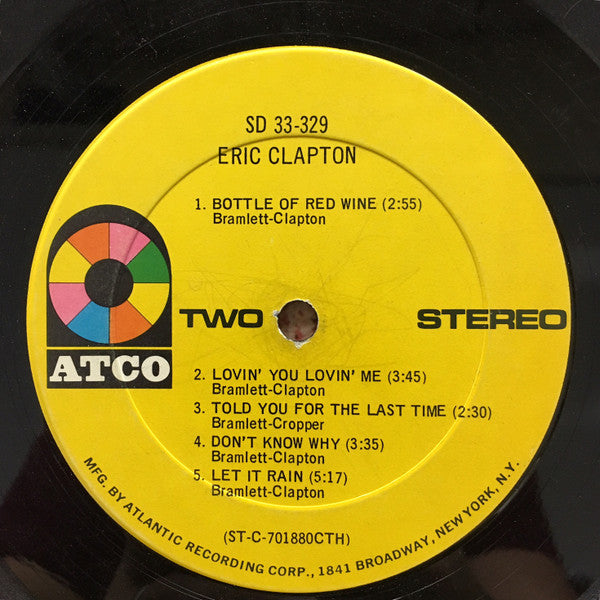 SD 33-329
ERIC CLAPTON
1. BOTTLE OF RED WINE (2:55)
Bramlett-Clapton
ATCO
TWO
STEREO
2. LOVIN' YOU LOVIN' ME (3:45)
Bramlett-Clapton
3. TOLD YOU FOR THE LAST TIME (2:30)
Bramlett-Cropper
4. DON'T KNOW WHY (3:35)
Bramlett-Clapton
5. LET IT RAIN (5:17)
Bramlett-Clapton
(ST-C-701880CTH)
MFG. BY ATLANTIC RECORDING CORP., 1841 BROADWAY, NEW YORK, N.Y.